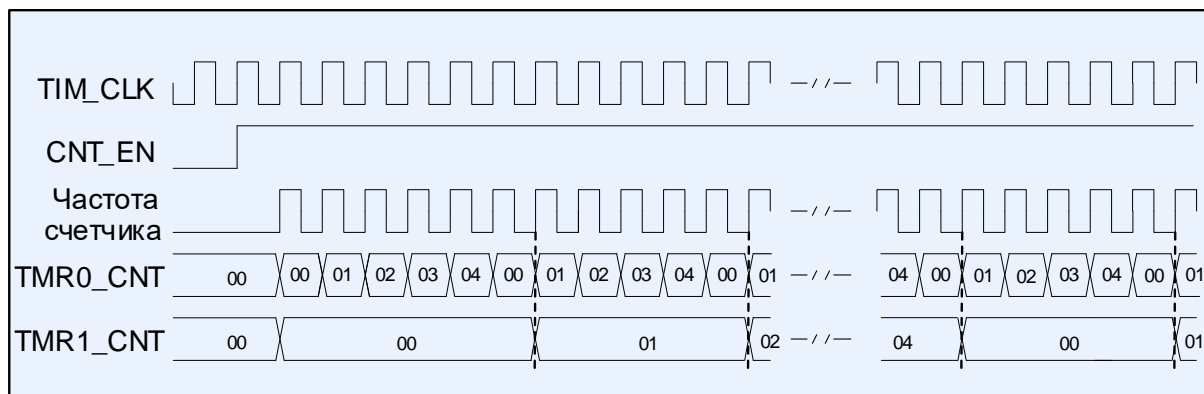 TIM_CLK
CNT_EN
Частота
счетчика
TMR0_CNT 00 00 01 02 03 04 00 01 02 03 04 00 01 04 00 01 02 03 04 00 01
TMR1_CNT 00 00 01 02 04 00 01